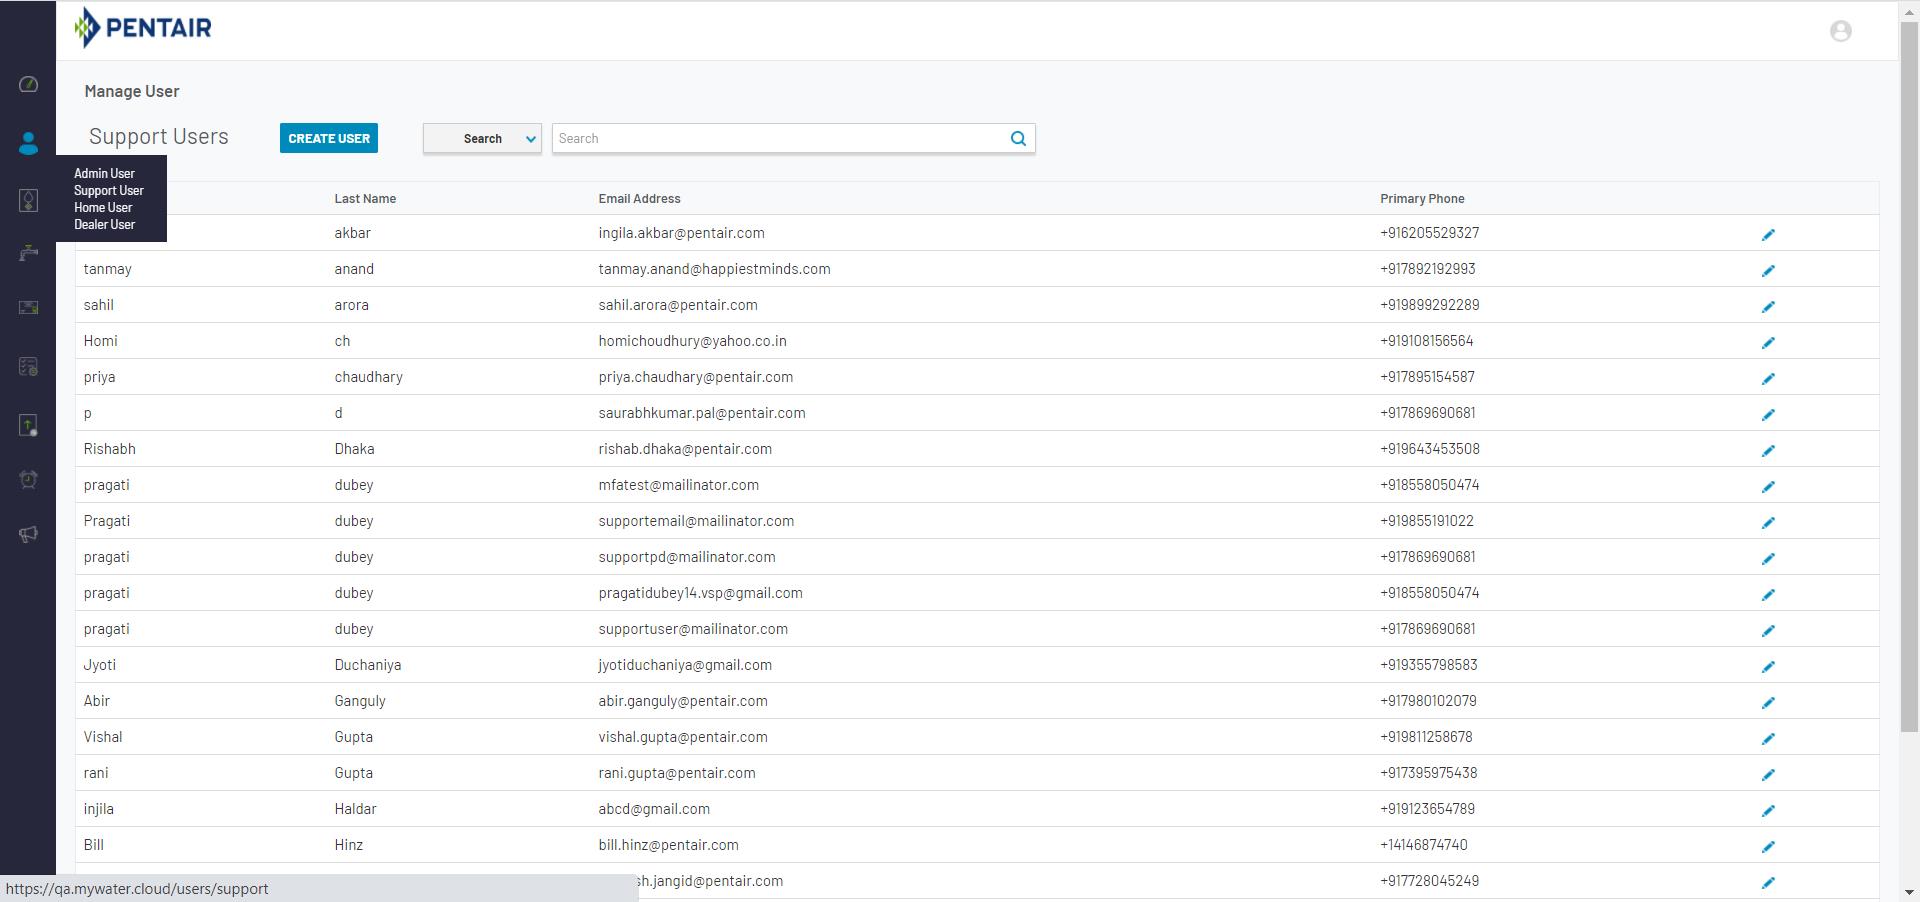 PENTAIR
Manage User
Support Users CREATE USER Search Search
Admin User
Support User
Home User
Dealer User
Last Name Email Address Primary Phone
akbar ingila.akbar@pentair.com +916205529327
tanmay anand tanmay.anand@happiestminds.com +917892192993
sahil arora sahil.arora@pentair.com +919899292289
Homi ch homichoudhury@yahoo.co.in +919108156564
priya chaudhary priya.chaudhary@pentair.com +917895154587
p d saurabhkumar.pal@pentair.com +917869690681
Rishabh Dhaka rishab.dhaka@pentair.com +919643453508
pragati dubey mfatest@mailinator.com +918558050474
Pragati dubey supportemail@mailinator.com +919855191022
pragati dubey supportpd@mailinator.com +917869690681
pragati dubey pragatidubey14.vsp@gmail.com +918558050474
pragati dubey supportuser@mailinator.com +917869690681
Jyoti Duchaniya jyotiduchaniya@gmail.com +919355798583
Abir Ganguly abir.ganguly@pentair.com +917980102079
Vishal Gupta vishal.gupta@pentair.com +919811258678
rani Gupta rani.gupta@pentair.com +917395975438
injila Haldar abcd@gmail.com +919123654789
Bill Hinz bill.hinz@pentair.com +14146874740
sh.jangid@pentair.com +917728045249
https://qa.mywater.cloud/users/support